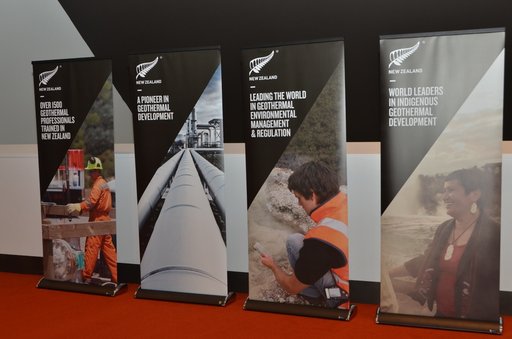 NEW ZEALAND
OVER 1500
GEOTHERMAL
PROFESSIONALS
TRAINED IN
NEW ZEALAND
NEW ZEALAND
A PIONEER IN
GEOTHERMAL
DEVELOPMENT
NEW ZEALAND
LEADING THE WORLD
IN GEOTHERMAL
ENVIRONMENTAL
MANAGEMENT
& REGULATION
NEW ZEALAND
WORLD LEADERS
IN INDIGENOUS
GEOTHERMAL
DEVELOPMENT